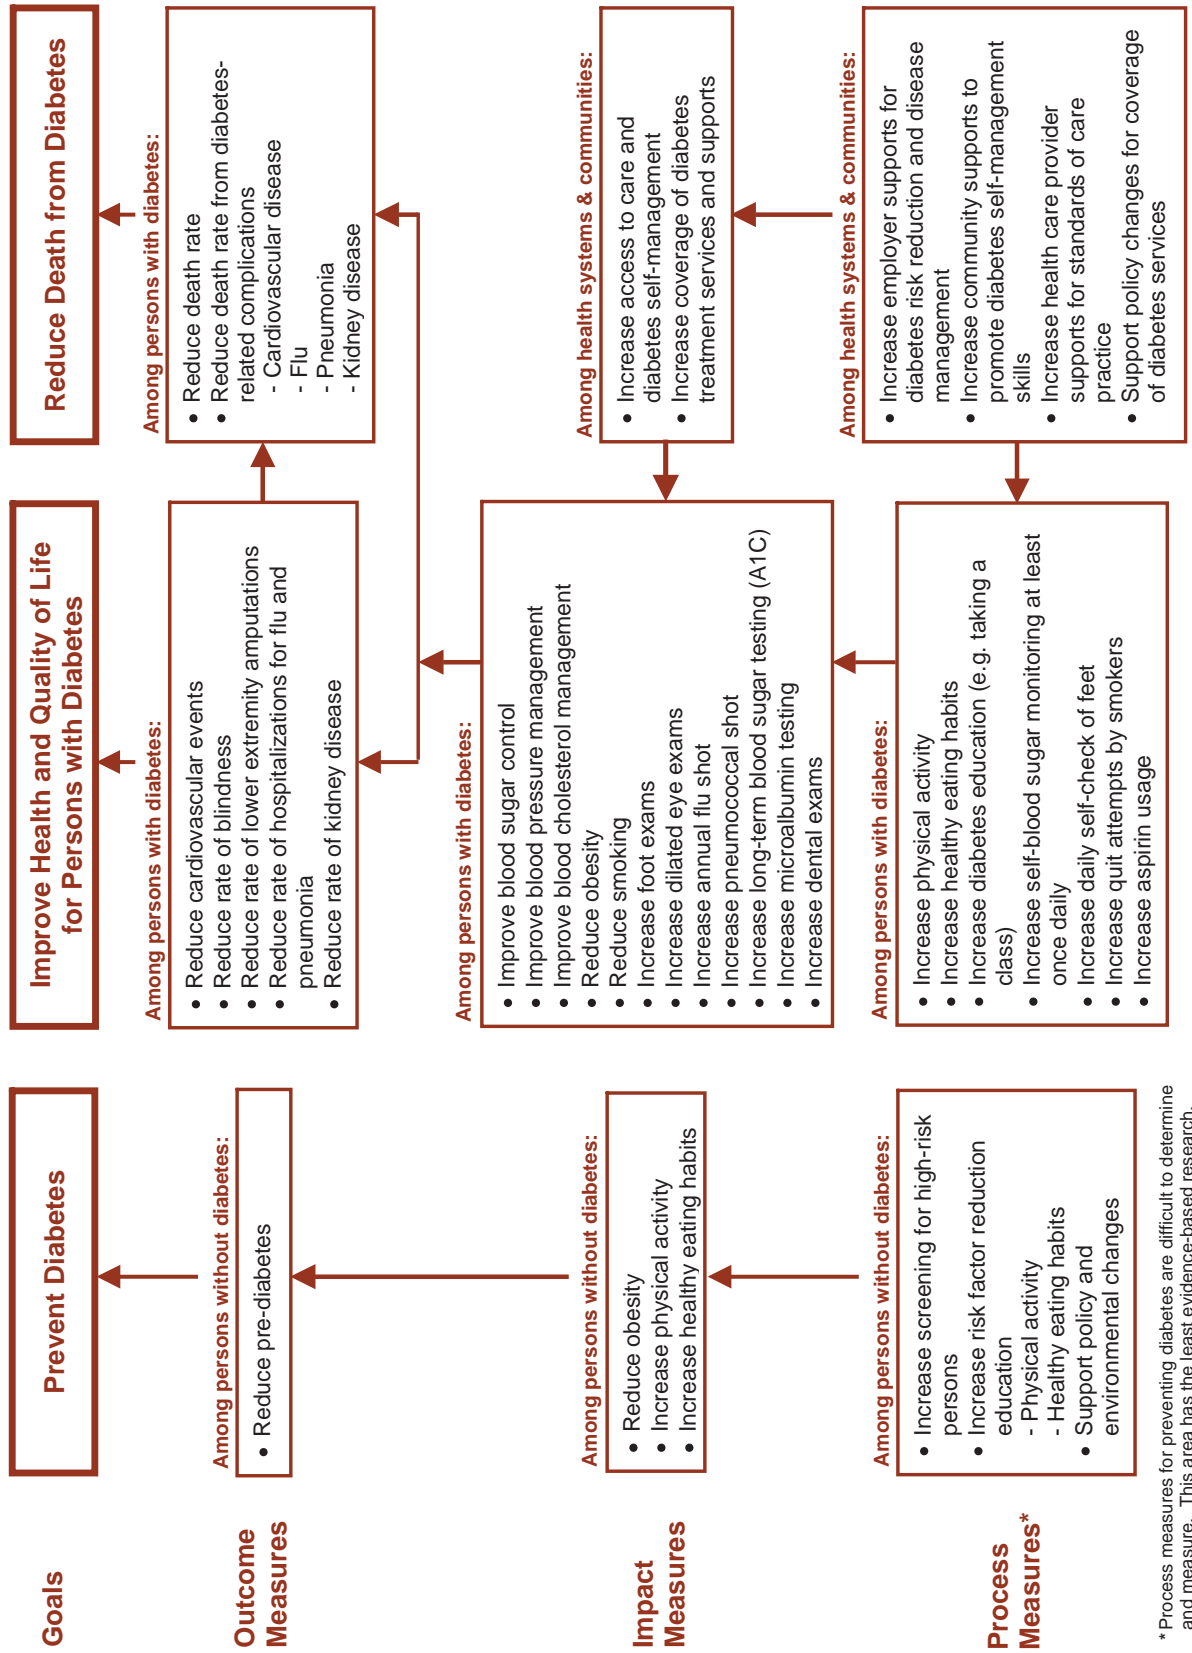 Goals
Prevent Diabetes
Improve Health and Quality of Life
for Persons with Diabetes
Reduce Death from Diabetes
Outcome
Measures
Among persons without diabetes:
• Reduce pre-diabetes
Among persons with diabetes:
• Reduce cardiovascular events
• Reduce rate of blindness
• Reduce rate of lower extremity amputations
• Reduce rate of hospitalizations for flu and
pneumonia
• Reduce rate of kidney disease
Among persons with diabetes:
• Reduce death rate
• Reduce death rate from diabetes-
related complications
- Cardiovascular disease
- Flu
- Pneumonia
- Kidney disease
Impact
Measures
Among persons without diabetes:
• Reduce obesity
• Increase physical activity
• Increase healthy eating habits
Among persons with diabetes:
• Improve blood sugar control
• Improve blood pressure management
• Improve blood cholesterol management
• Reduce obesity
• Reduce smoking
• Increase foot exams
• Increase dilated eye exams
• Increase annual flu shot
• Increase pneumococcal shot
• Increase long-term blood sugar testing (A1C)
• Increase microalbumin testing
• Increase dental exams
Among health systems & communities:
• Increase access to care and
diabetes self-management
• Increase coverage of diabetes
treatment services and supports
Process
Measures*
Among persons without diabetes:
• Increase screening for high-risk
persons
• Increase risk factor reduction
education
- Physical activity
- Healthy eating habits
• Support policy and
environmental changes
Among persons with diabetes:
• Increase physical activity
• Increase healthy eating habits
• Increase diabetes education (e.g. taking a
class)
• Increase self-blood sugar monitoring at least
once daily
• Increase daily self-check of feet
• Increase quit attempts by smokers
• Increase aspirin usage
Among health systems & communities:
• Increase employer supports for
diabetes risk reduction and disease
management
• Increase community supports to
promote diabetes self-management
skills
• Increase health care provider
supports for standards of care
practice
• Support policy changes for coverage
of diabetes services
* Process measures for preventing diabetes are difficult to determine
and measure. This area has the least evidence-based research.